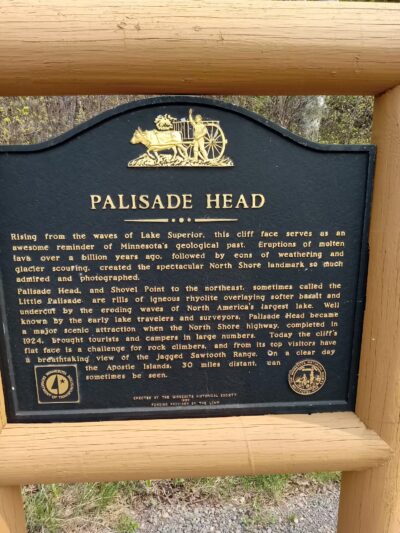 PALISADE HEAD
Rising from the waves of Lake Superior, this cliff face serves as an
awesome reminder of Minnesota's geological past. Eruptions of molten
lava over a billion years ago, followed by eons of weathering and
glacier scouring, created the spectacular North Shore landmark so much
admired and photographed.
Palisade Head, and Shovel Point to the northeast, sometimes called the
Little Palisade are rills of igneous rhyolite overlaying softer basalt and
undercut by the eroding waves of North America's largest lake. Well
known by the early lake travelers and surveyors, Palisade Head became
a major scenic attraction when the North Shore highway, completed in
1924, brought tourists and campers in large numbers. Today the cliff's
flat face is a challenge for rock climbers, and from its top visitors have
a breathtaking view of the jagged Sawtooth Range. On a clear day
the Apostle Islands, 30 miles distant, can
sometimes be seen.
ERECTED BY THE MINNESOTA HISTORICAL SOCIETY
AND
FUNDING PROVIDED BY THE LCMR